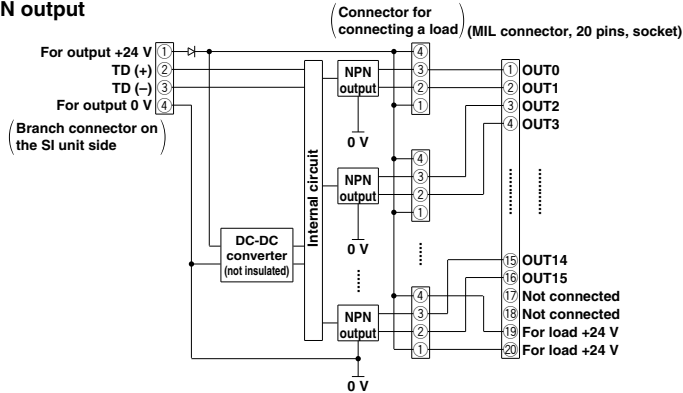 N output
Connector for
connecting a load
(MIL connector, 20 pins, socket)
For output +24 V ①
TD (+) ②
TD (–) ③
For output 0 V ④
(Branch connector on
the SI unit side)
Internal circuit
DC-DC
converter
(not insulated)
NPN
output
0 V
④
③
②
①
NPN
output
0 V
④
③
②
①
NPN
output
0 V
④
③
②
①
① OUT0
② OUT1
③ OUT2
④ OUT3
⑮ OUT14
⑯ OUT15
⑰ Not connected
⑱ Not connected
⑲ For load +24 V
⑳ For load +24 V